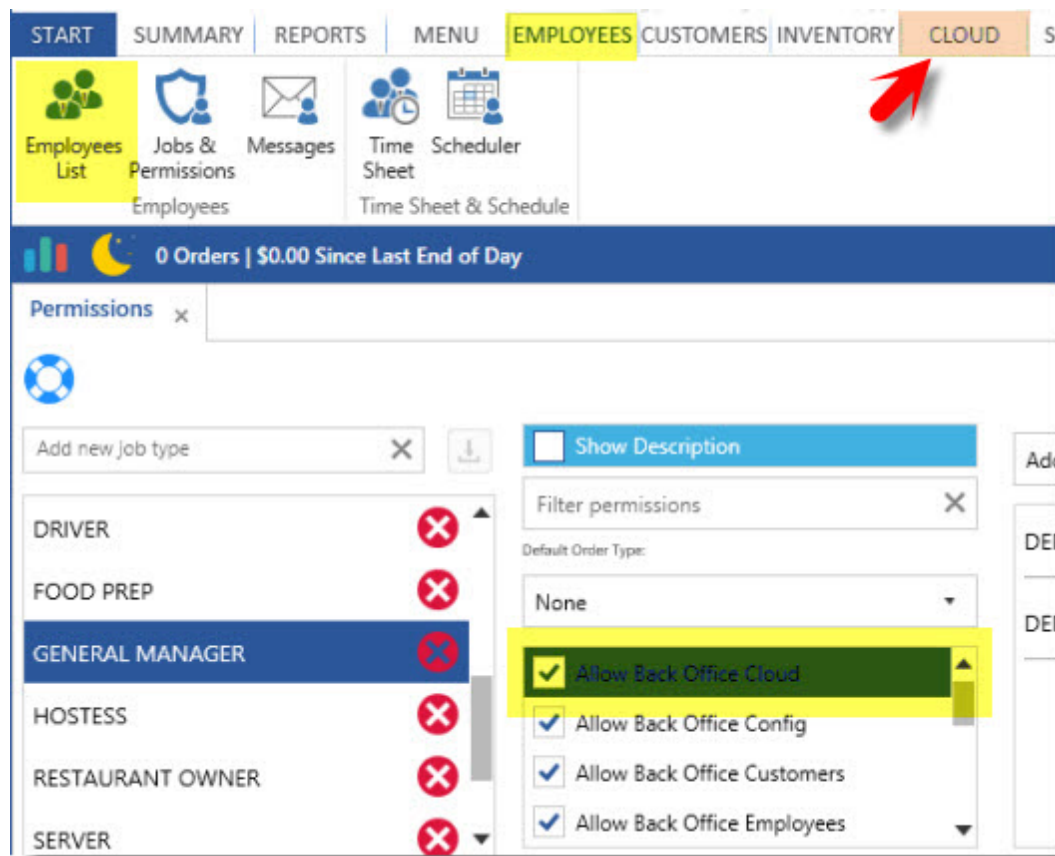 START SUMMARY REPORTS MENU EMPLOYEES CUSTOMERS INVENTORY CLOUD S
Employees List
Jobs & Permissions
Messages
Time Sheet
Scheduler
Employees
Time Sheet & Schedule
0 Orders | $0.00 Since Last End of Day
Permissions
Add new job type
DRIVER
FOOD PREP
GENERAL MANAGER
HOSTESS
RESTAURANT OWNER
SERVER
Show Description
Filter permissions
Default Order Type:
None
Allow Back Office Cloud
Allow Back Office Config
Allow Back Office Customers
Allow Back Office Employees